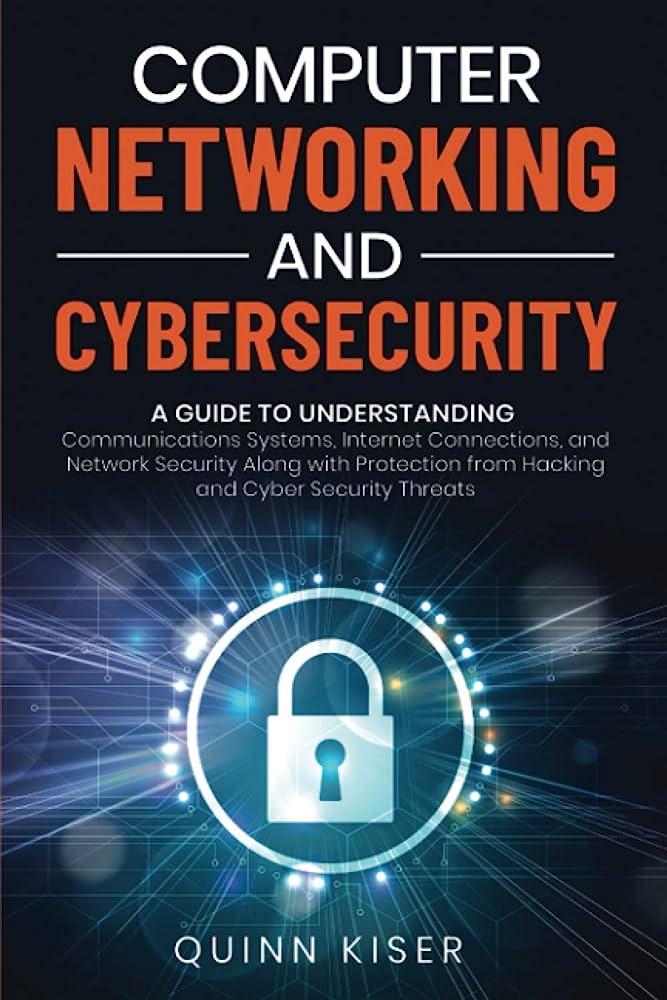 COMPUTER
NETWORKING
AND
CYBERSECURITY
A GUIDE TO UNDERSTANDING
Communications Systems, Internet Connections, and
Network Security Along with Protection from Hacking
and Cyber Security Threats
QUINN KISER